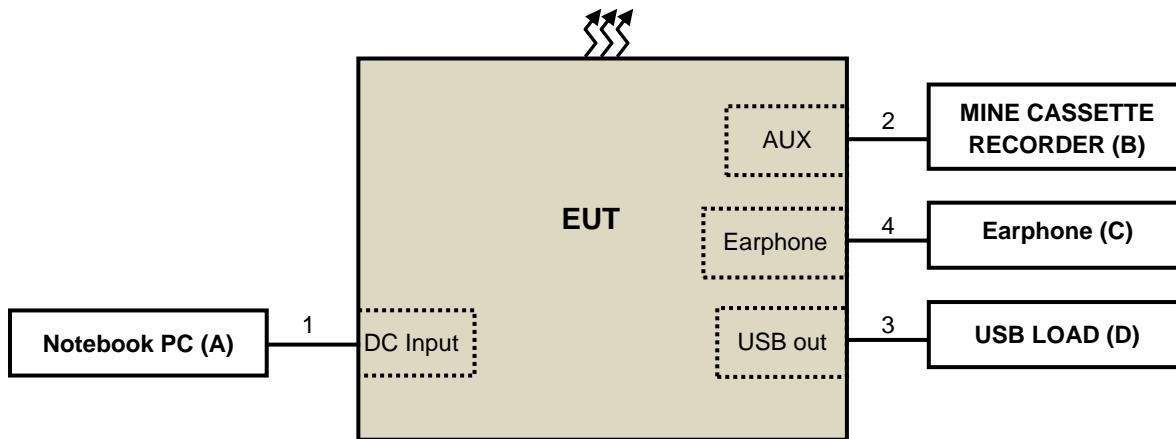 AUX
2
MINE CASSETTE
RECORDER (B)
EUT
Earphone
4
Earphone (C)
Notebook PC (A)
1
DC Input
USB out
3
USB LOAD (D)